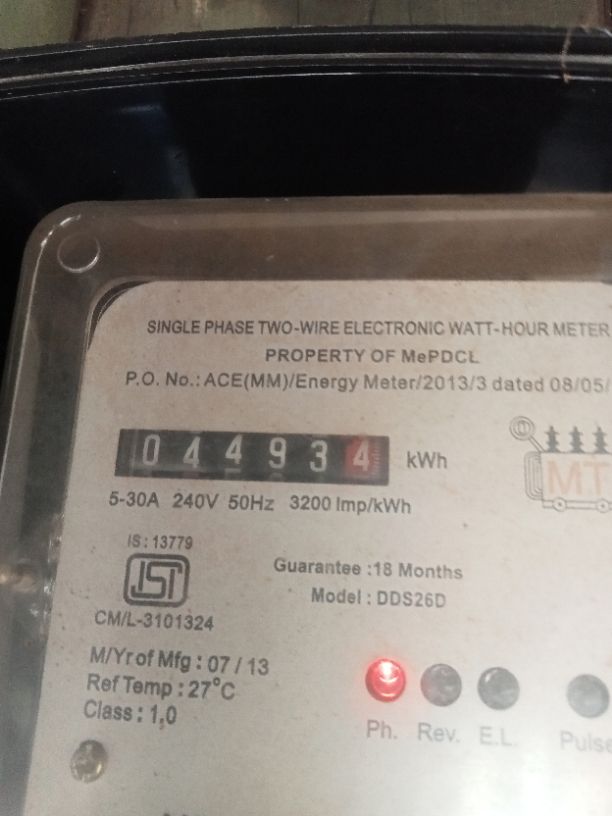 SINGLE PHASE TWO-WIRE ELECTRONIC WATT-HOUR METER
PROPERTY OF MePDCL
P.O. No.: ACE(MM)/Energy Meter/2013/3 dated 08/05/
044934 kWh
5-30A 240V 50Hz 3200 Imp/kWh
MT
IS : 13779
ISI
CM/L-3101324
Guarantee :18 Months
Model : DDS26D
M/Yr of Mfg : 07 / 13
Ref Temp : 27°C
Class : 1,0
Ph. Rev. E.L. Pulse